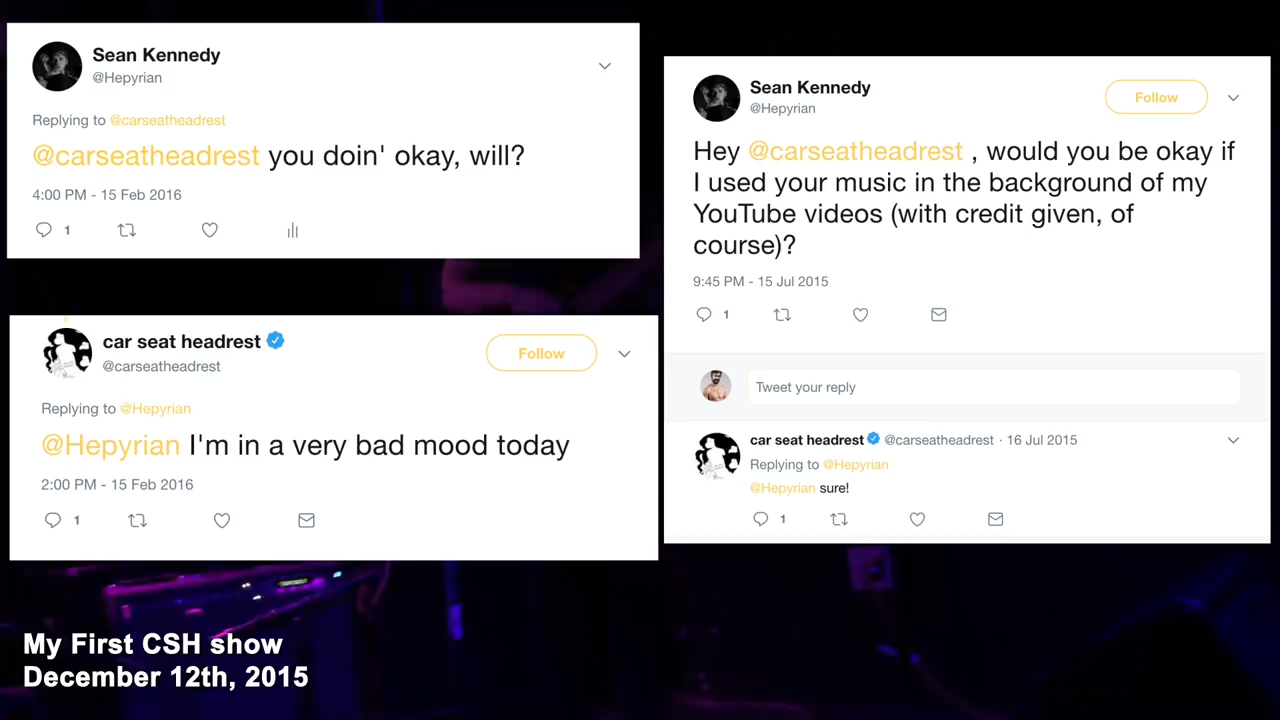 Sean Kennedy
@Hepyrian
Replying to @carseatheadrest
@carseatheadrest you doin' okay, will?
4:00 PM - 15 Feb 2016
1
car seat headrest
@carseatheadrest
Follow
Replying to @Hepyrian
@Hepyrian I'm in a very bad mood today
2:00 PM - 15 Feb 2016
1
Sean Kennedy
@Hepyrian
Follow
Hey @carseatheadrest , would you be okay if
I used your music in the background of my
YouTube videos (with credit given, of
course)?
9:45 PM - 15 Jul 2015
1
Tweet your reply
car seat headrest @carseatheadrest · 16 Jul 2015
Replying to @Hepyrian
@Hepyrian sure!
1
My First CSH show
December 12th, 2015